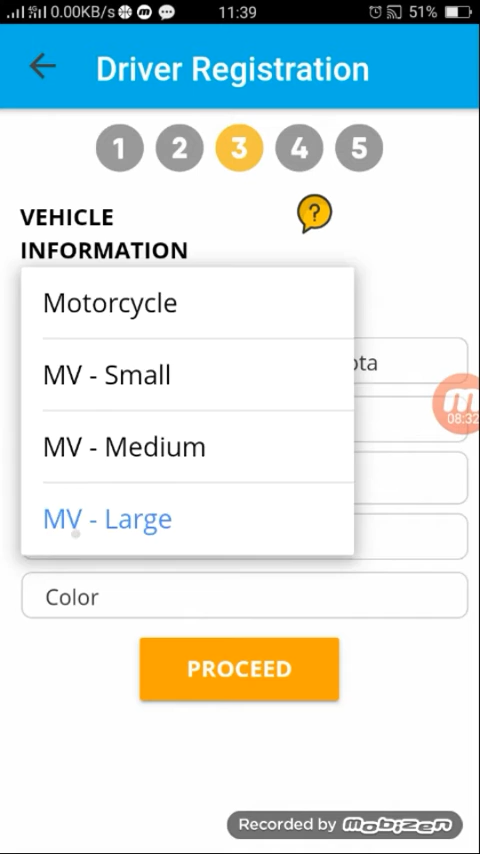 4G 0.00KB/s 11:39 51%
Driver Registration
1 2 3 4 5
VEHICLE
INFORMATION
?
Motorcycle
MV - Small
ota
MV - Medium
08:32
MV - Large
Color
PROCEED
Recorded by mobizen